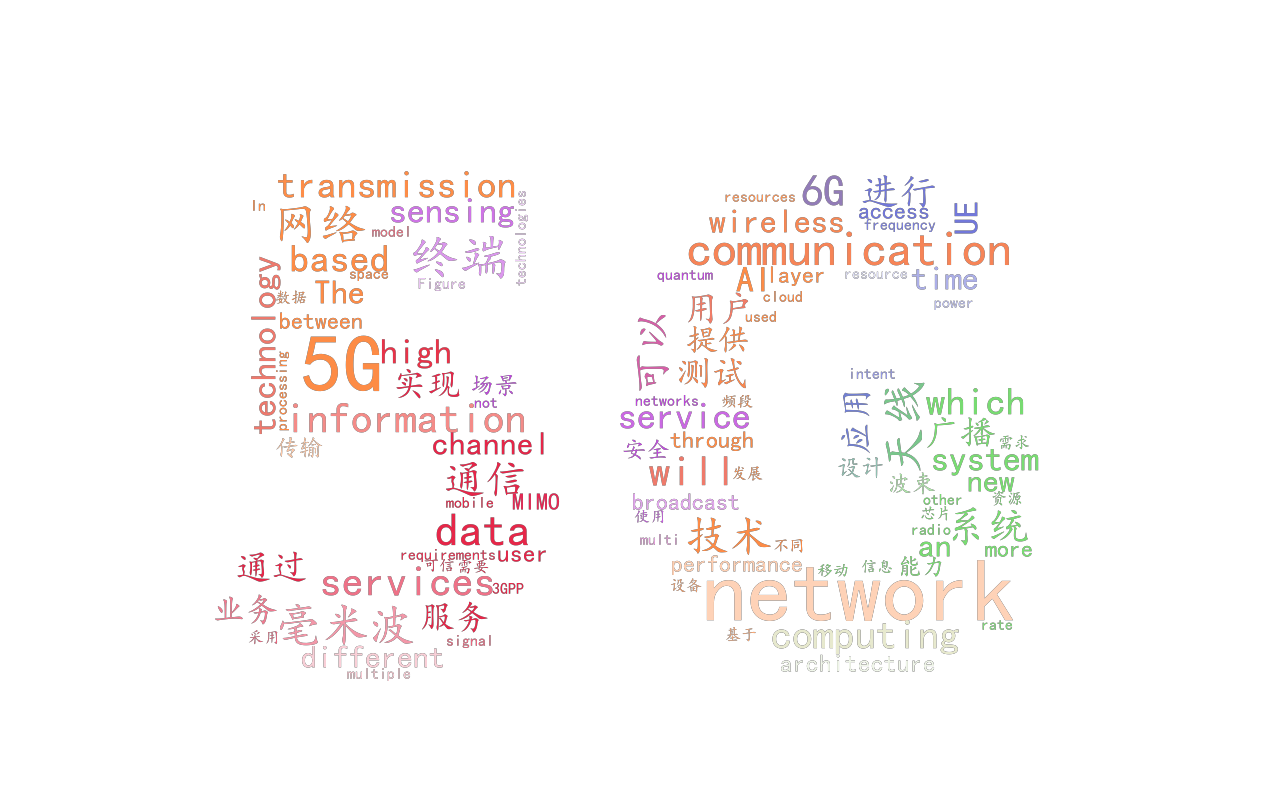 transmission
In
网络
sensing
model
technologies
终端
based
space
Figure
technology
数据
The
between
processing
5G
high
实现
场景
not
information
传输
channel
通信
mobile
MIMO
data
requirements
user
可信
需要
通过
services
3GPP
业务
毫米波
服务
采用
signal
different
multiple
resources
6G
进行
wireless
access
frequency
UE
communication
quantum
AI
layer
resource
time
cloud
power
用户
used
可以
提供
测试
intent
networks
频段
service
应用
天线
which
安全
through
广播
需求
will
发展
设计
system
波束
new
broadcast
other
资源
使用
芯片
系统
multi
技术
不同
radio
an
more
performance
移动
信息
能力
设备
network
基于
computing
rate
architecture